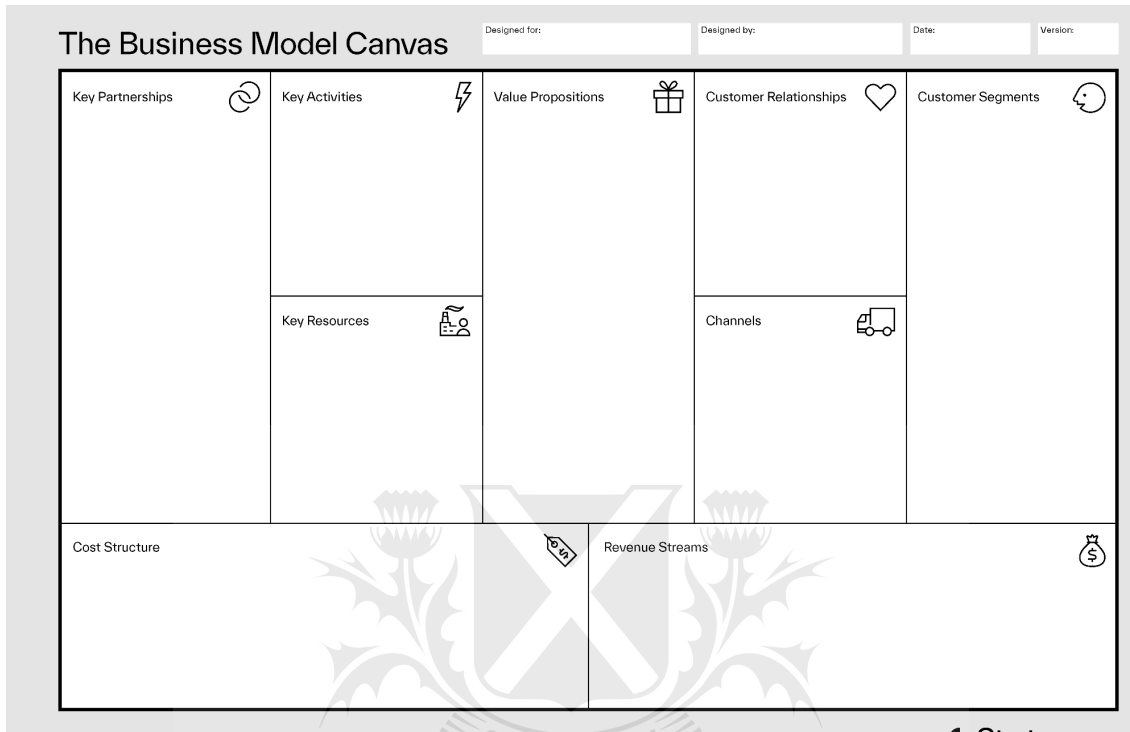 The Business Model Canvas
Designed for:
Designed by:
Date:
Version:
Key Partnerships
Key Activities
Value Propositions
Customer Relationships
Customer Segments
Key Resources
Channels
Cost Structure
Revenue Streams